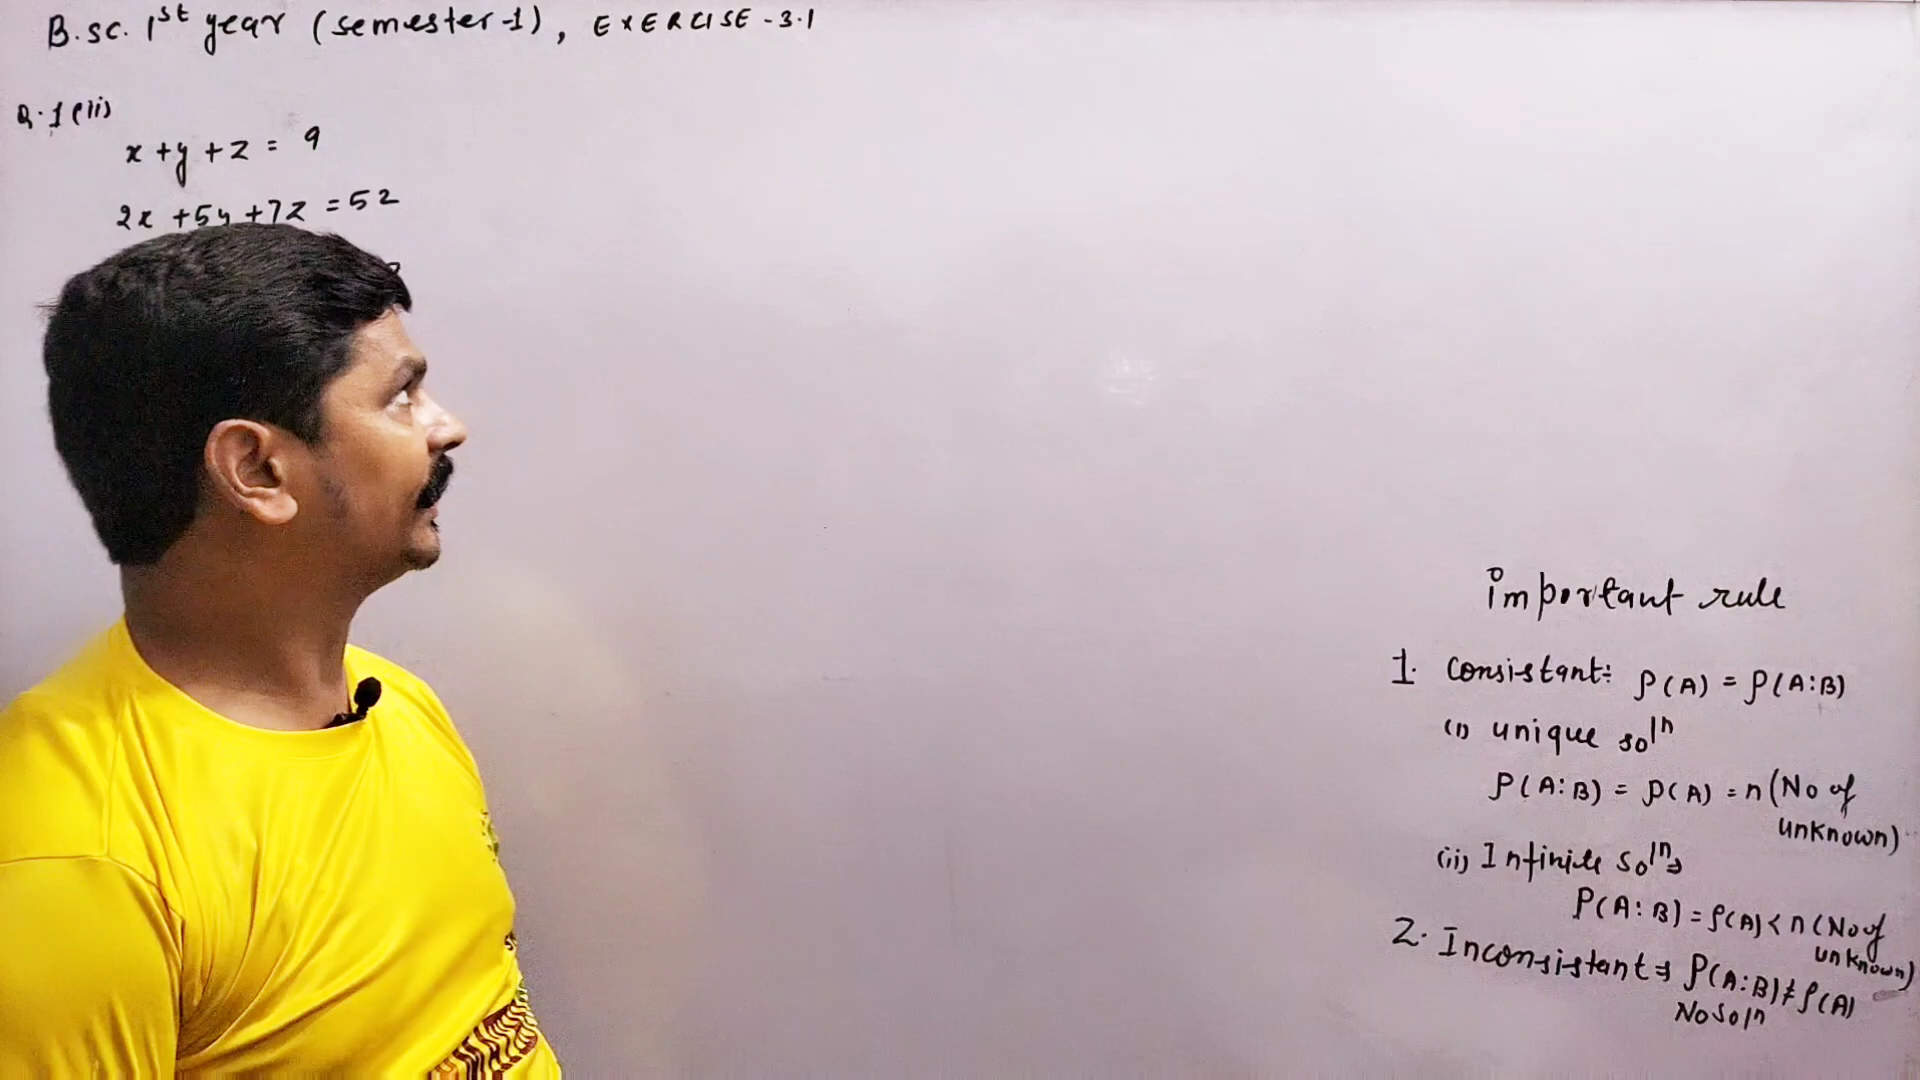 B.sc. 1st year (semester-1), EXERCISE - 3.1
Q.1(ii)
x + y + z = 9
2x + 5y + 7z = 52
important rule
1. consistant: ρ(A) = ρ(A:B)
(i) unique soln
ρ(A:B) = ρ(A) = n (No of
unknown)
(ii) Infinite solns
ρ(A:B) = ρ(A) < n (No of
unknown)
2. Inconsistant ⇒ ρ(A:B) ≠ ρ(A)
No soln